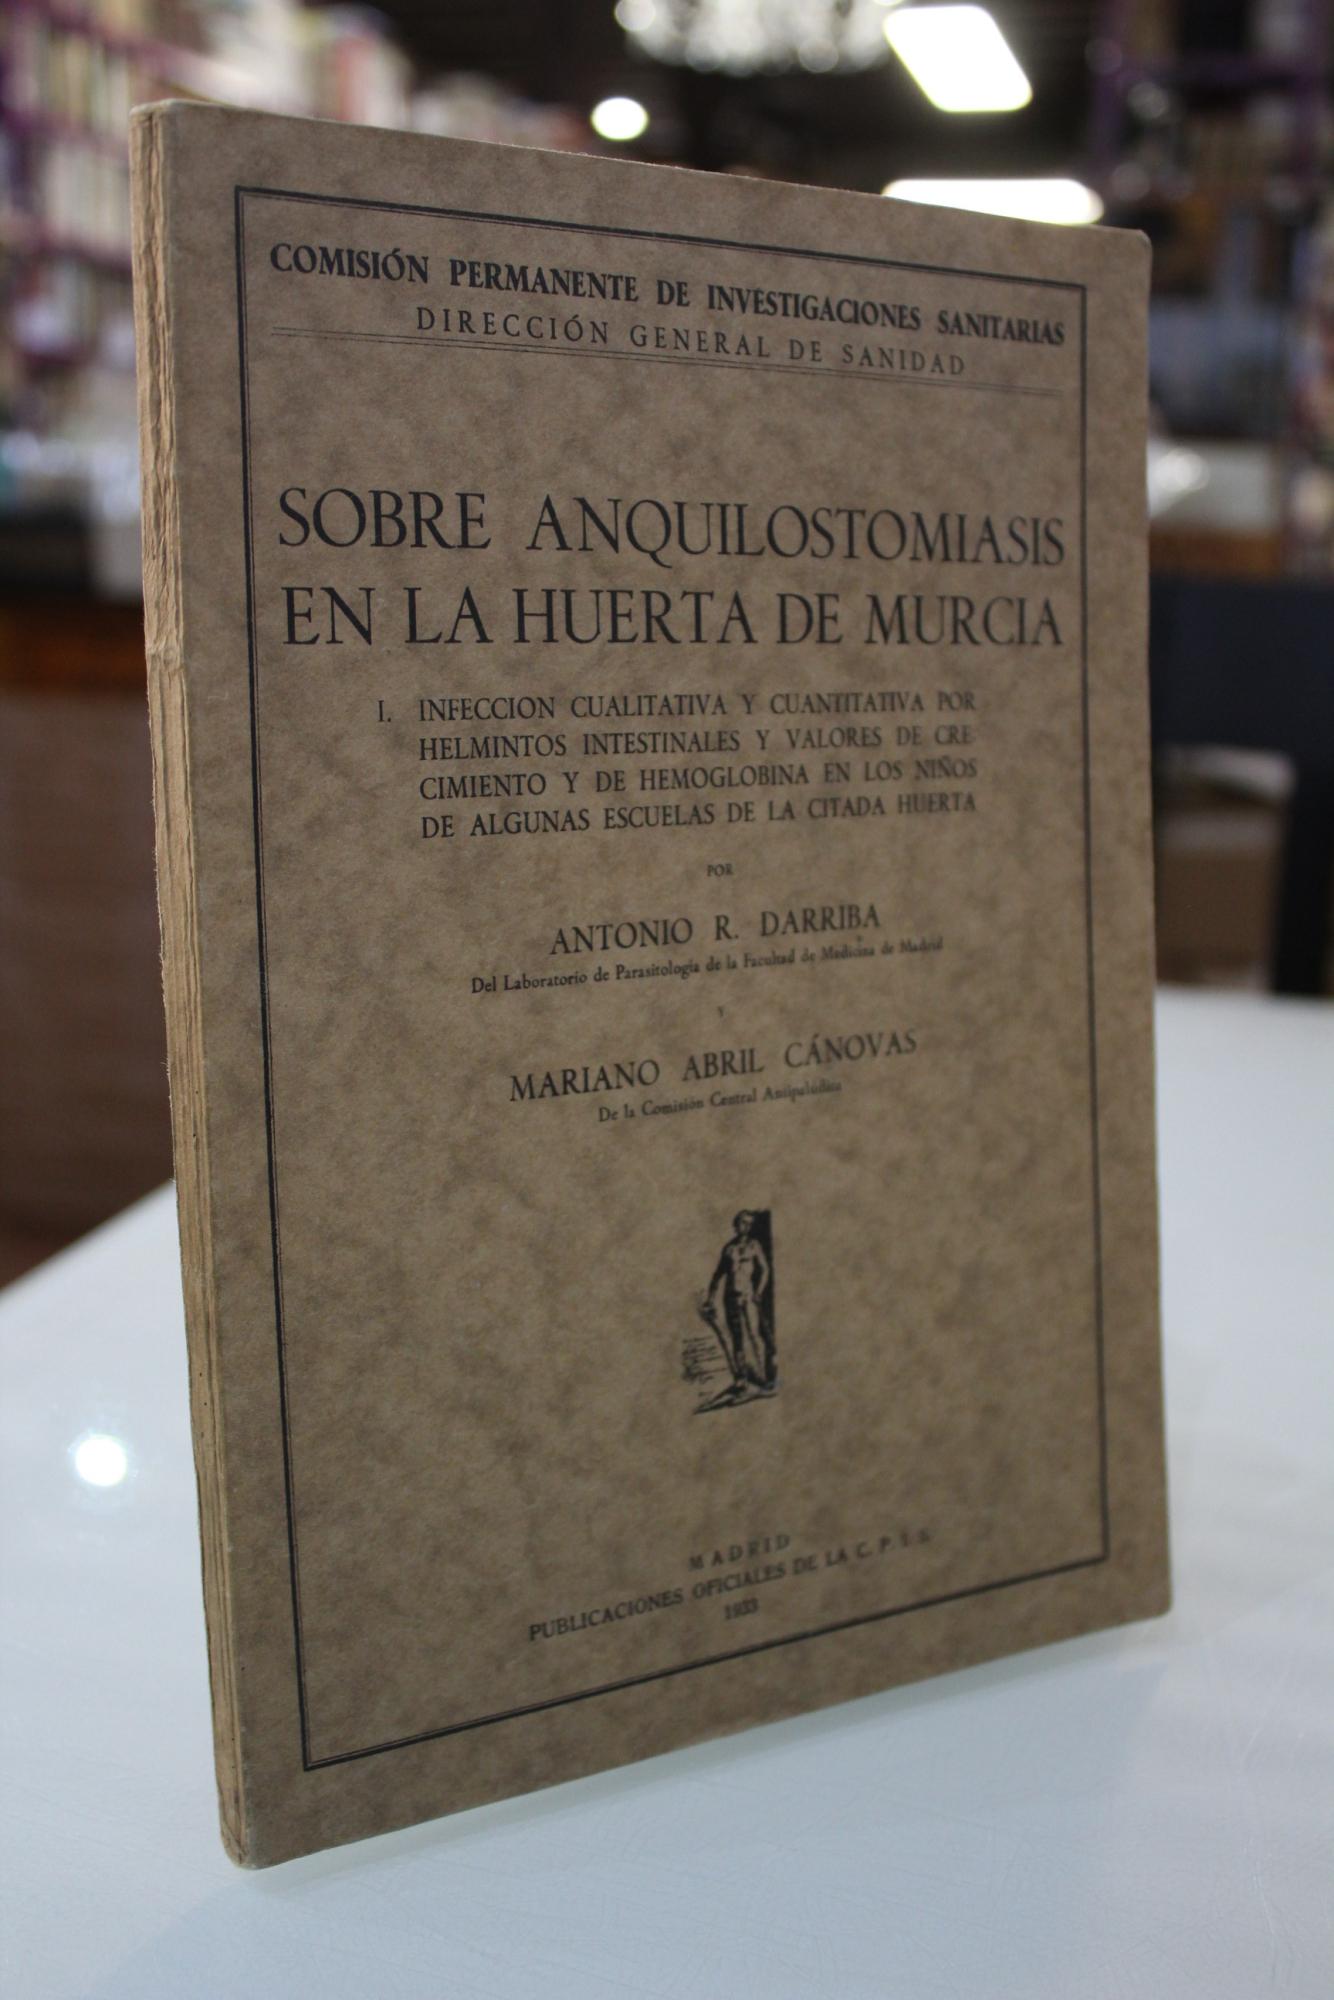 COMISIÓN PERMANENTE DE INVESTIGACIONES SANITARIAS
DIRECCIÓN GENERAL DE SANIDAD
SOBRE ANQUILOSTOMIASIS
EN LA HUERTA DE MURCIA
I. INFECCION CUALITATIVA Y CUANTITATIVA POR
HELMINTOS INTESTINALES Y VALORES DE CRE
CIMIENTO Y DE HEMOGLOBINA EN LOS NIÑOS
DE ALGUNAS ESCUELAS DE LA CITADA HUERTA
POR
ANTONIO R. DARRIBA
Del Laboratorio de Parasitología de la Facultad de Medicina de Madrid
Y
MARIANO ABRIL CÁNOVAS
De la Comisión Central Antipalúdica
MADRID
PUBLICACIONES OFICIALES DE LA C. P. I. S.
1933